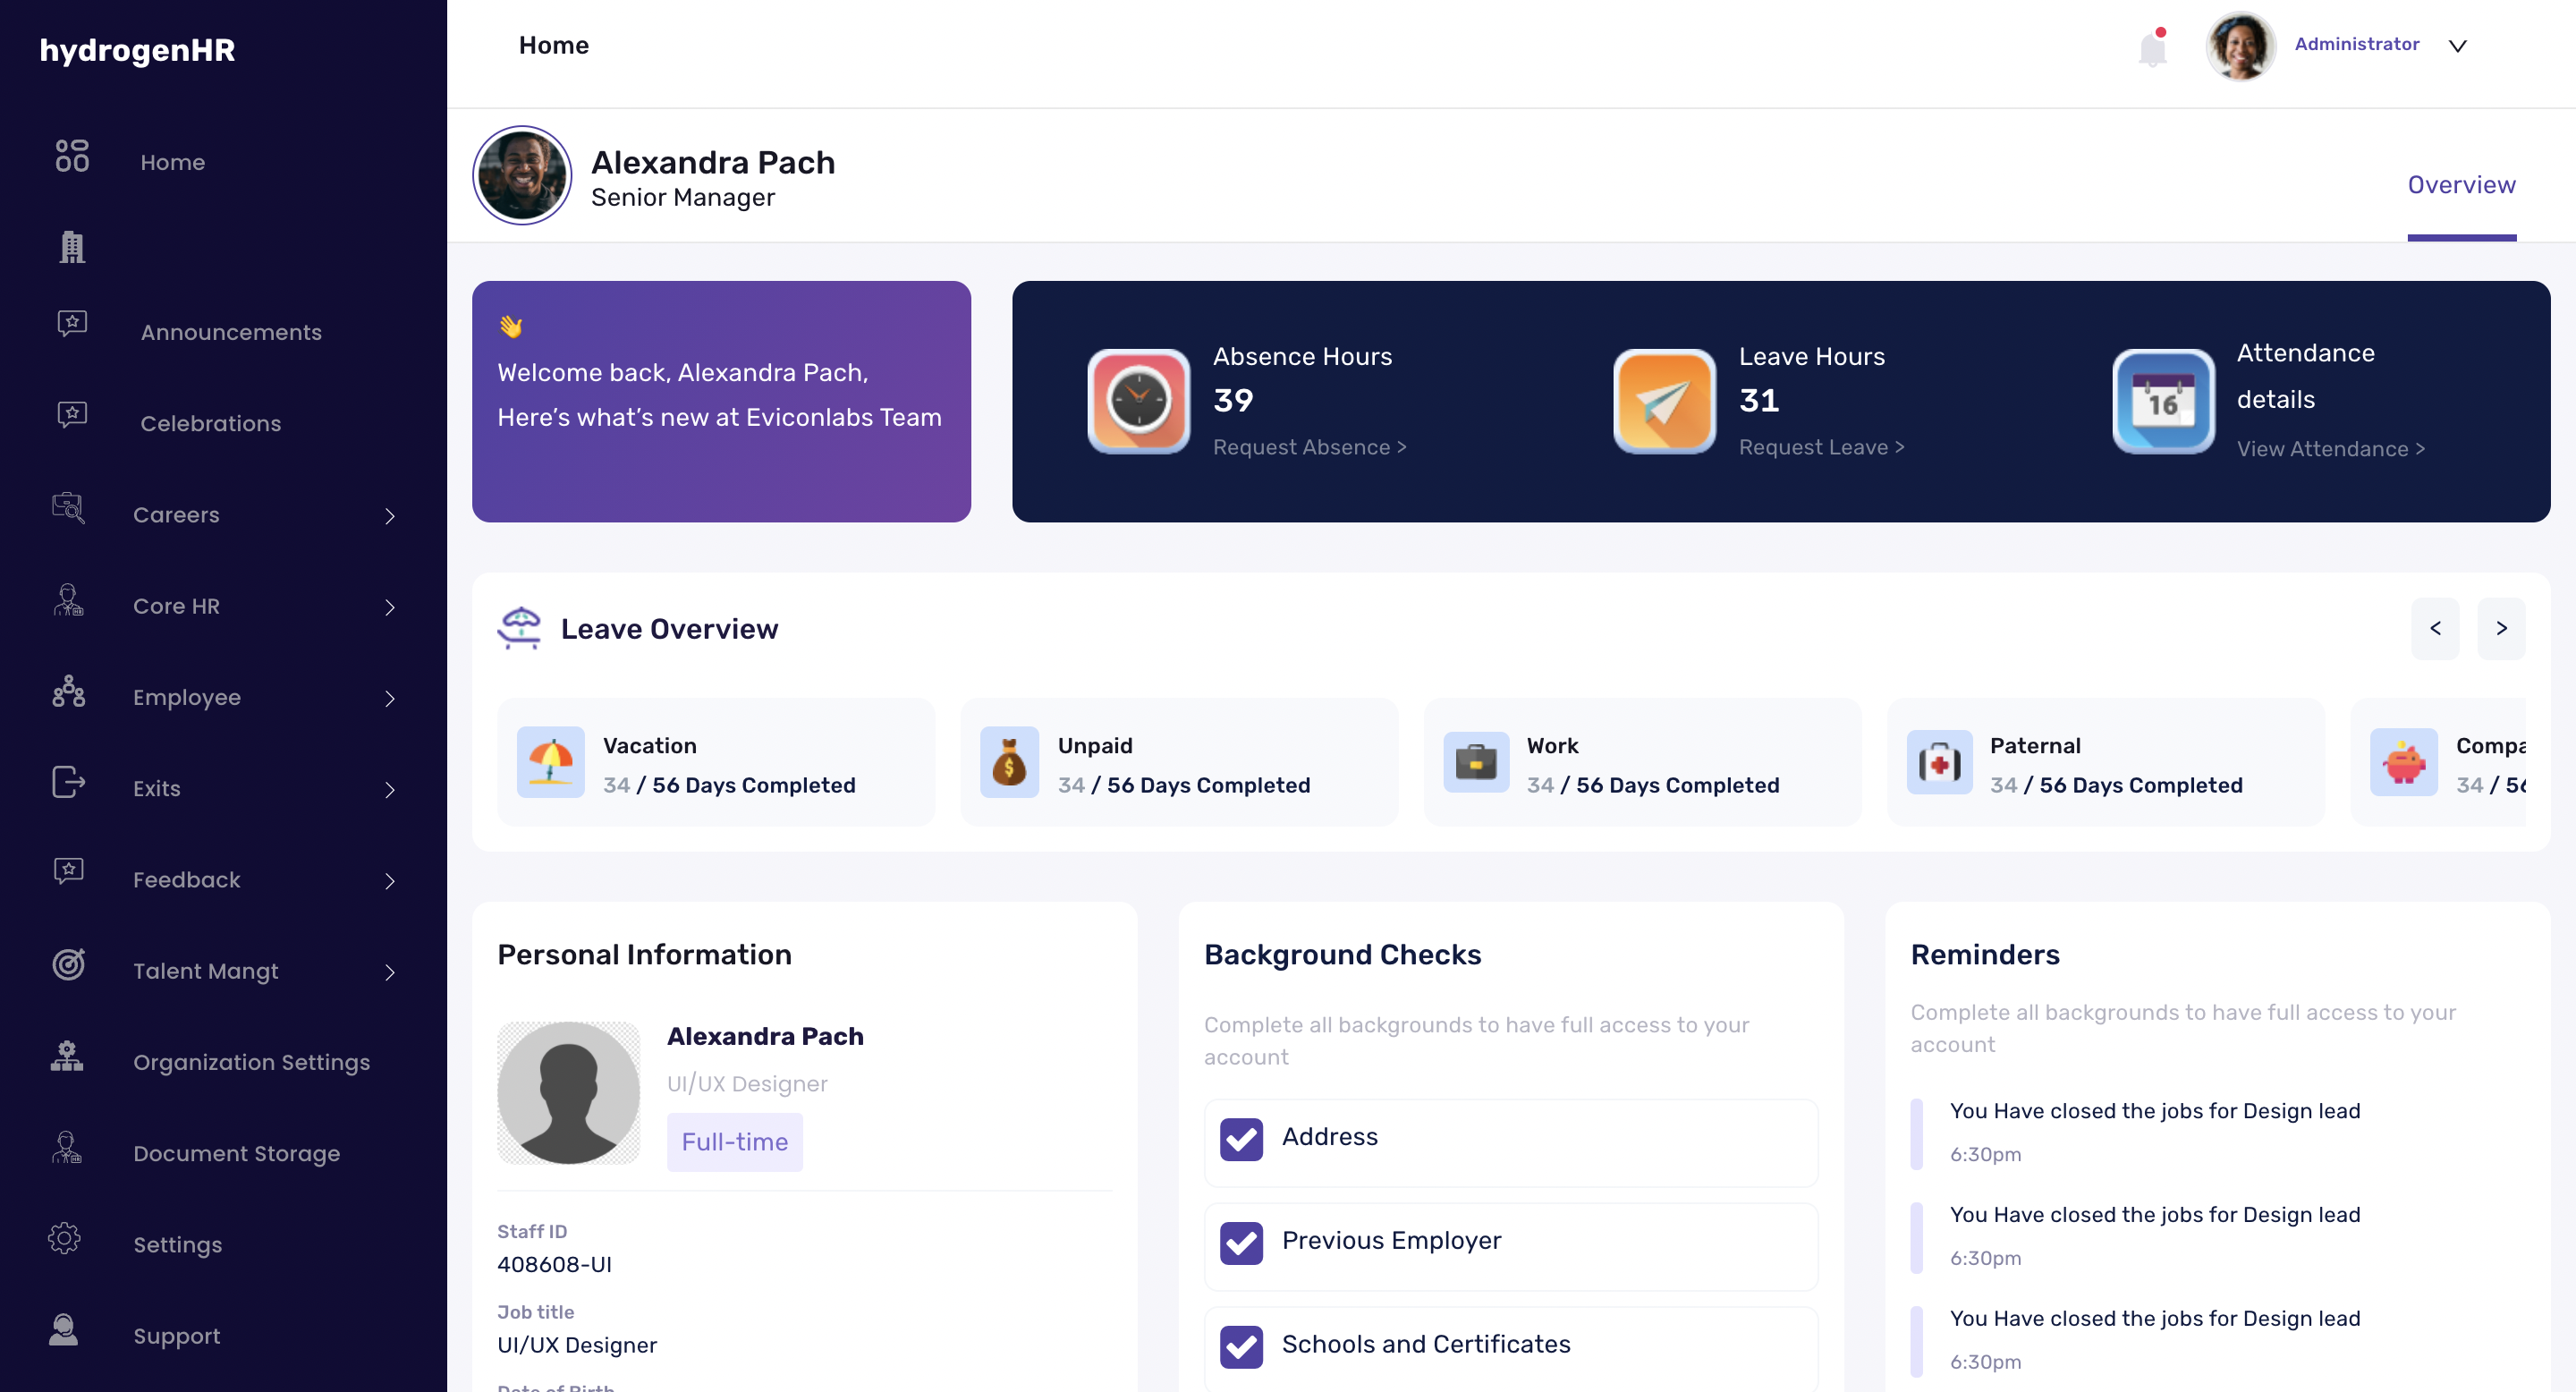 hydrogenHR
Home
Announcements
Celebrations
Careers
Core HR
Employee
Exits
Feedback
Talent Mangt
Organization Settings
Document Storage
Settings
Support
Home
Administrator
Alexandra Pach
Senior Manager
Overview
Welcome back, Alexandra Pach,
Here’s what’s new at Eviconlabs Team
Absence Hours
39
Request Absence >
Leave Hours
31
Request Leave >
16
Attendance
details
View Attendance >
Leave Overview
<
>
Vacation
34 / 56 Days Completed
Unpaid
34 / 56 Days Completed
Work
34 / 56 Days Completed
Paternal
34 / 56 Days Completed
Compa
34 / 56
Personal Information
Alexandra Pach
UI/UX Designer
Full-time
Staff ID
408608-UI
Job title
UI/UX Designer
Date of Birth
Background Checks
Complete all backgrounds to have full access to your
account
Address
Previous Employer
Schools and Certificates
Reminders
Complete all backgrounds to have full access to your
account
You Have closed the jobs for Design lead
6:30pm
You Have closed the jobs for Design lead
6:30pm
You Have closed the jobs for Design lead
6:30pm